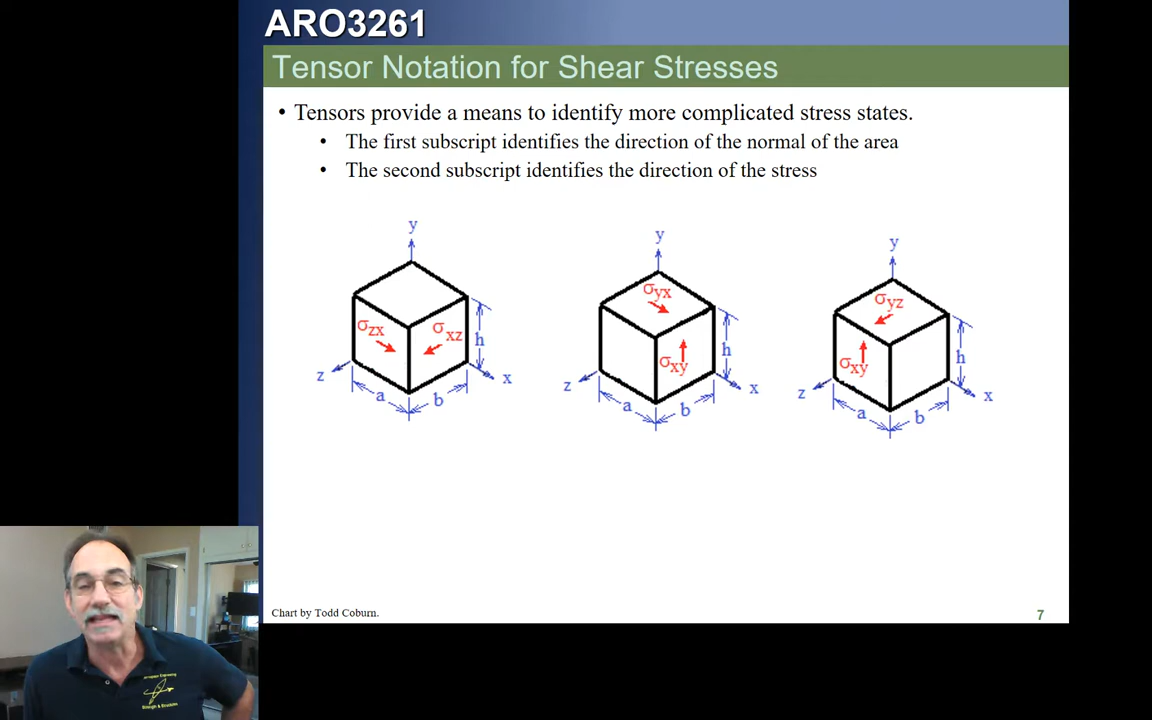 ARO3261
Tensor Notation for Shear Stresses
• Tensors provide a means to identify more complicated stress states.
• The first subscript identifies the direction of the normal of the area
• The second subscript identifies the direction of the stress
y
σzx
σxz
h
z
x
a
b
y
σyx
σxy
h
z
x
a
b
y
σyz
σxy
h
z
x
a
b
Chart by Todd Coburn.
7